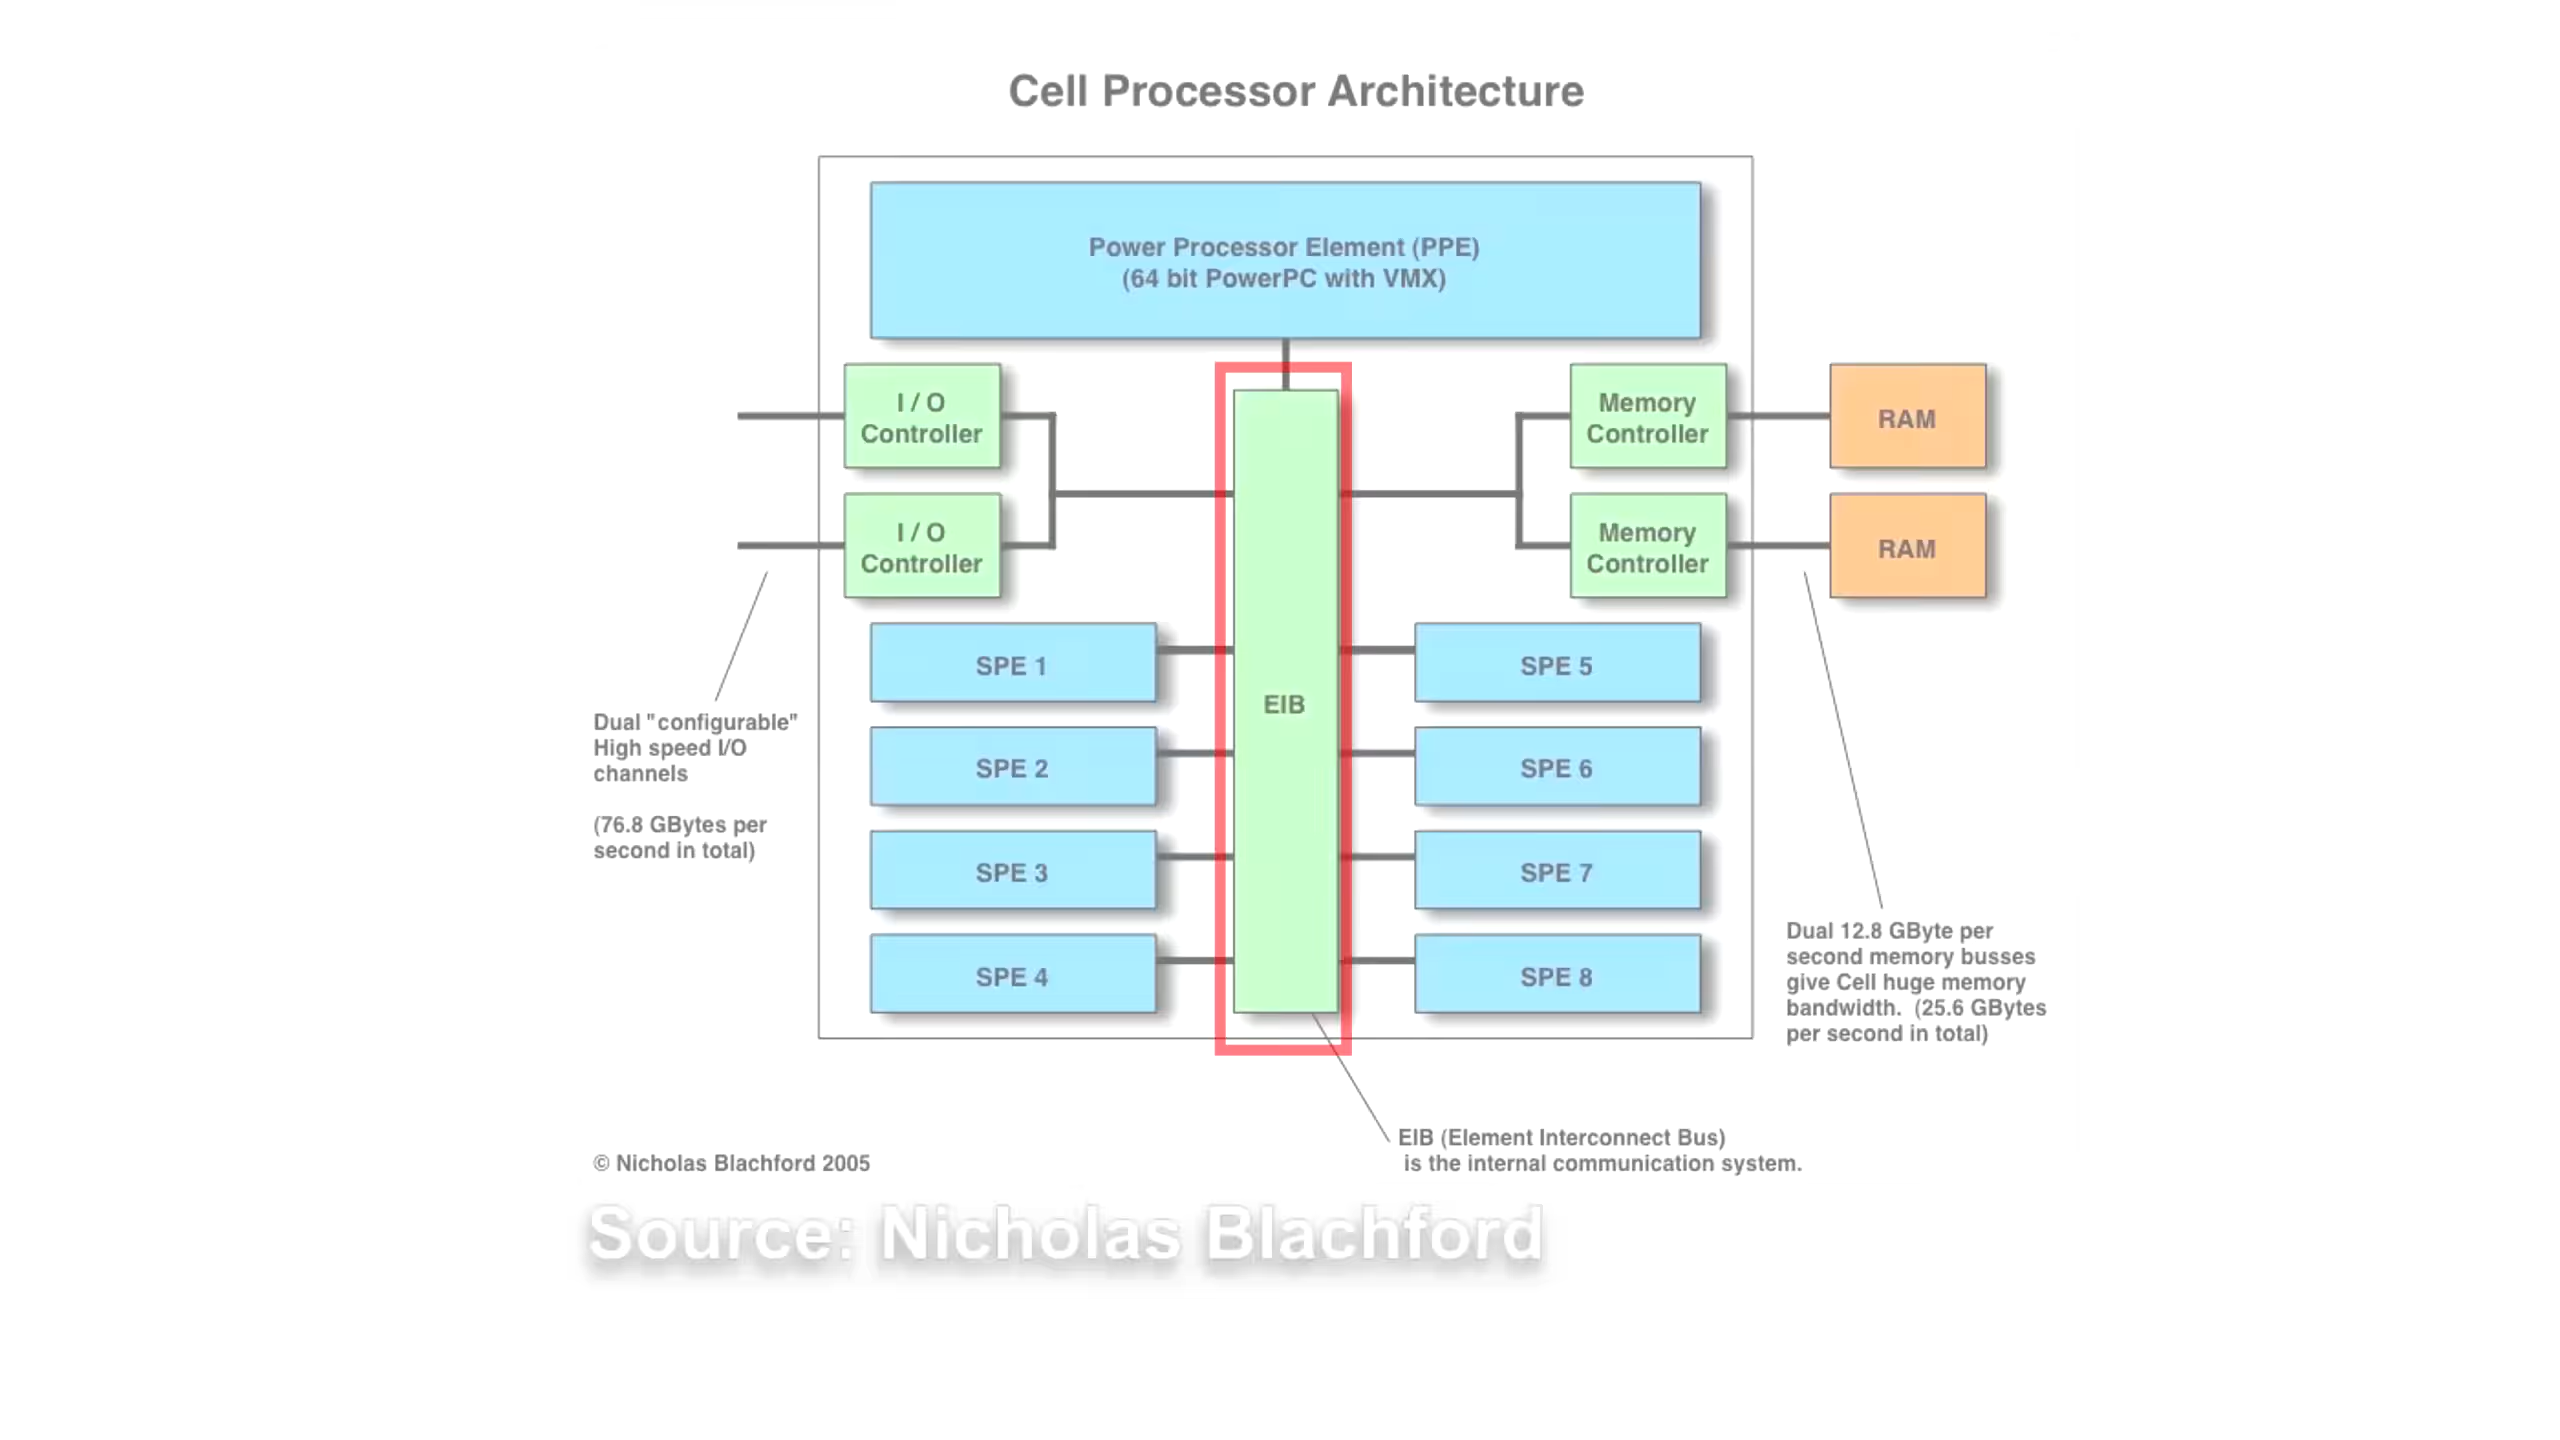 Cell Processor Architecture
Power Processor Element (PPE)
(64 bit PowerPC with VMX)
I / O
Controller
Memory
Controller
RAM
I / O
Controller
Memory
Controller
RAM
SPE 1
SPE 5
EIB
SPE 2
SPE 6
SPE 3
SPE 7
SPE 4
SPE 8
Dual "configurable"
High speed I/O
channels
(76.8 GBytes per
second in total)
Dual 12.8 GByte per
second memory busses
give Cell huge memory
bandwidth. (25.6 GBytes
per second in total)
EIB (Element Interconnect Bus)
is the internal communication system.
© Nicholas Blachford 2005
Source: Nicholas Blachford